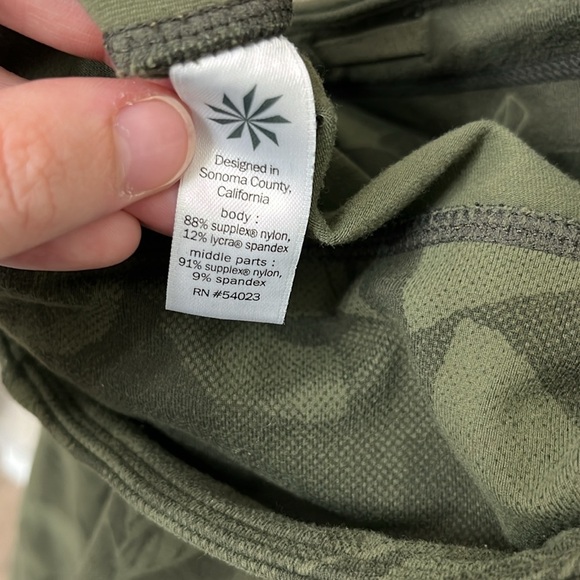 Designed in
Sonoma County,
California
body :
88% supplex® nylon,
12% lycra® spandex
middle parts :
91% supplex® nylon,
9% spandex
RN #54023